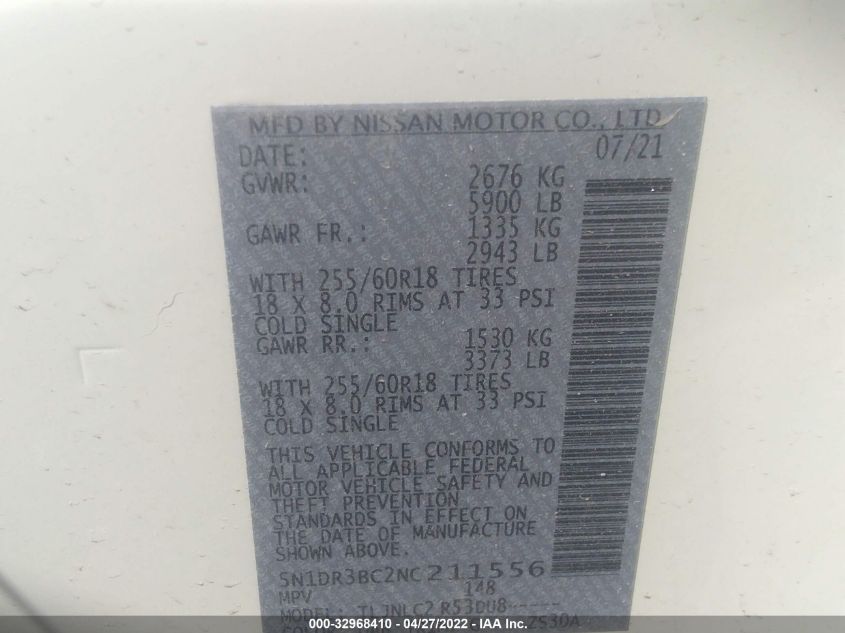 MFD BY NISSAN MOTOR CO., LTD
DATE: 07/21
GVWR: 2676 KG
5900 LB
GAWR FR.: 1335 KG
2943 LB
WITH 255/60R18 TIRES
18 X 8.0 RIMS AT 33 PSI
COLD SINGLE
GAWR RR.: 1530 KG
3373 LB
WITH 255/60R18 TIRES
18 X 8.0 RIMS AT 33 PSI
COLD SINGLE
THIS VEHICLE CONFORMS TO
ALL APPLICABLE FEDERAL
MOTOR VEHICLE SAFETY AND
THEFT PREVENTION
STANDARDS IN EFFECT ON
THE DATE OF MANUFACTURE
SHOWN ABOVE.
5N1DR3BC2NC211556
MPV 148
MODEL: TLJNLC2 R53DU8-----
000-32968410 - 04/27/2022 - IAA Inc.